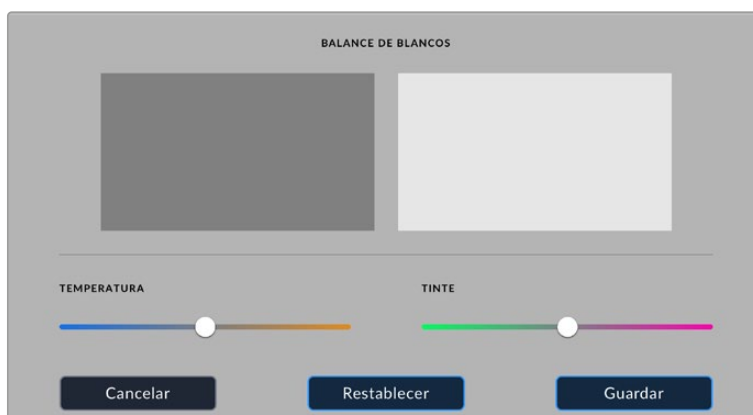 BALANCE DE BLANCOS
TEMPERATURA
TINTE
Cancelar
Restablecer
Guardar